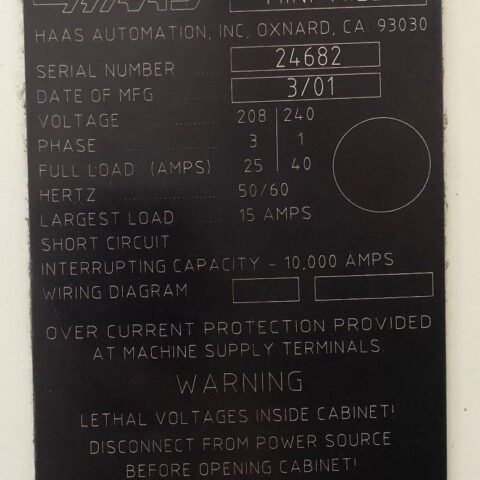 HAAS
MINI MILL
HAAS AUTOMATION, INC, OXNARD, CA. 93030
SERIAL NUMBER ...... 24682
DATE OF MFG ........ 3/01
VOLTAGE ........ 208 | 240
PHASE ........ 3 | 1
FULL LOAD (AMPS) . 25 | 40
HERTZ ........ 50/60
LARGEST LOAD ...... 15 AMPS
SHORT CIRCUIT
INTERRUPTING CAPACITY - 10,000 AMPS
WIRING DIAGRAM ......
OVER CURRENT PROTECTION PROVIDED
AT MACHINE SUPPLY TERMINALS
WARNING
LETHAL VOLTAGES INSIDE CABINET!
DISCONNECT FROM POWER SOURCE
BEFORE OPENING CABINET!